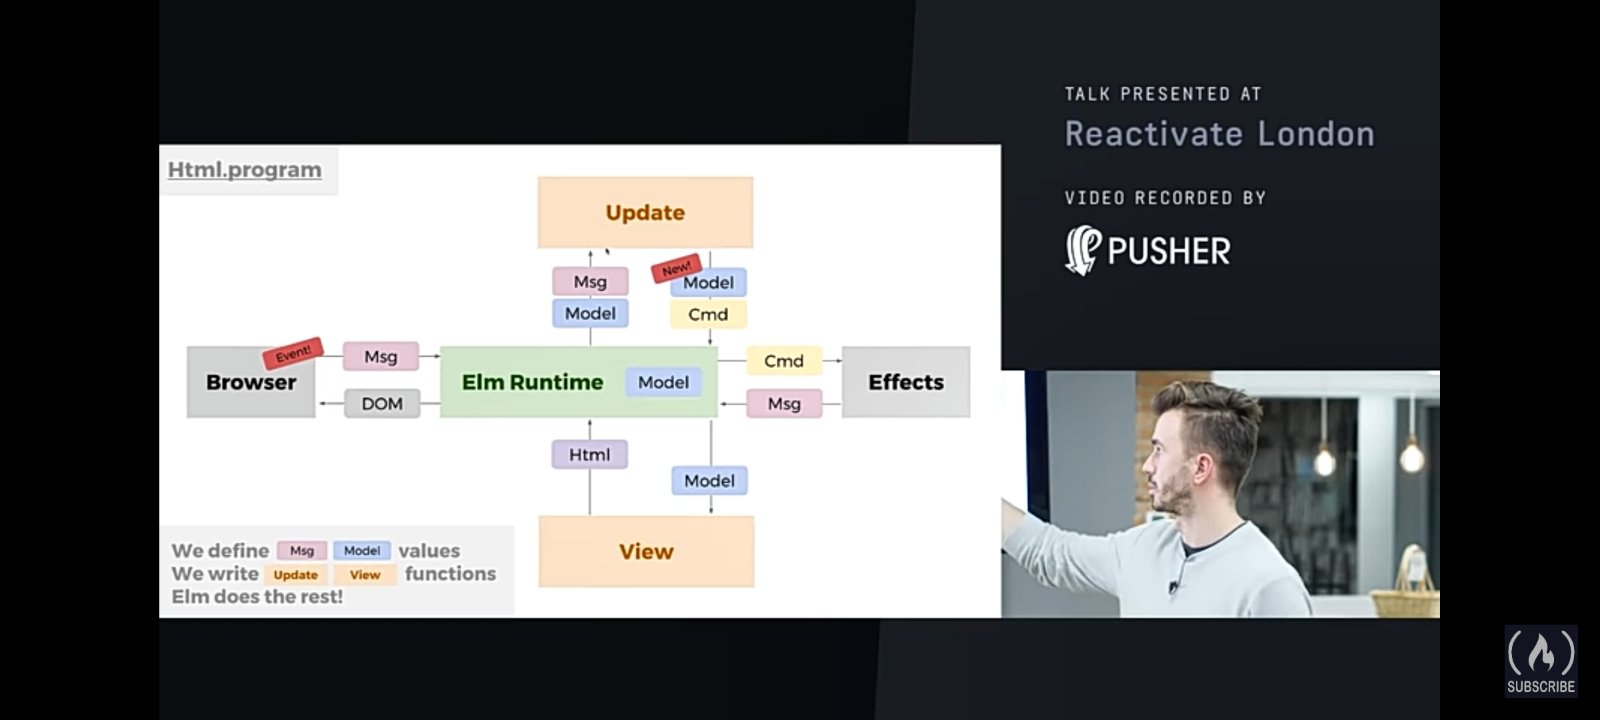 TALK PRESENTED AT
Reactivate London
VIDEO RECORDED BY
PUSHER
Html.program
Update
Msg
Model
New!
Model
Cmd
Event!
Browser
Msg
DOM
Elm Runtime
Model
Cmd
Msg
Effects
Html
Model
View
We define Msg Model values
We write Update View functions
Elm does the rest!
SUBSCRIBE